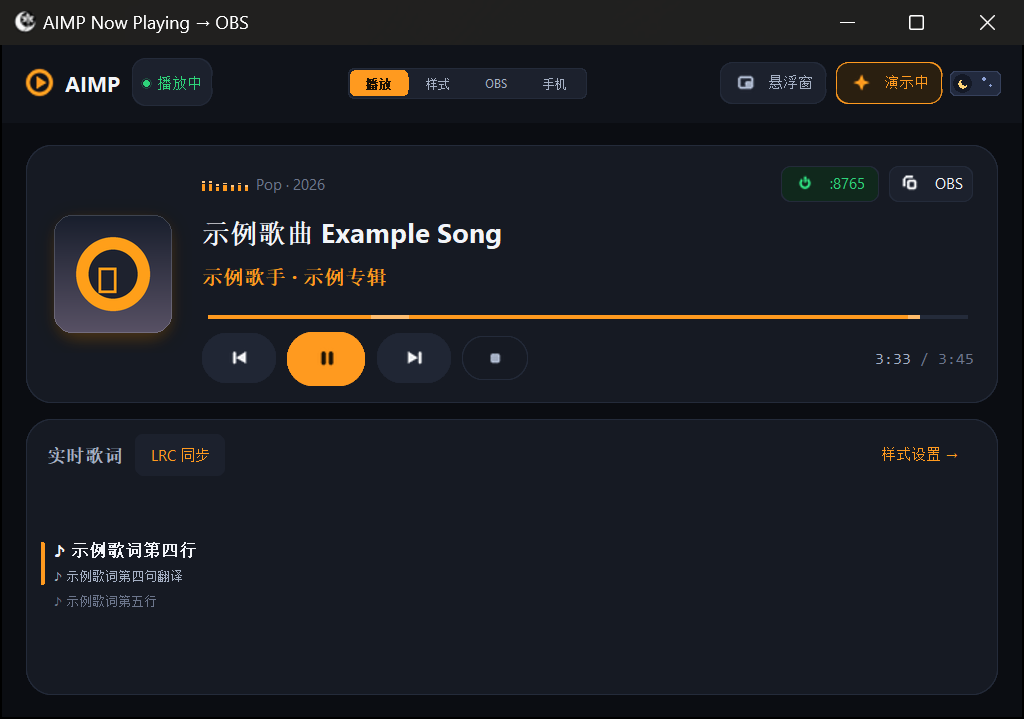 AIMP Now Playing → OBS
AIMP
播放中
播放
样式
OBS
手机
悬浮窗
演示中
Pop · 2026
:8765
OBS
示例歌曲 Example Song
示例歌手 · 示例专辑
3:33 / 3:45
实时歌词
LRC 同步
样式设置 →
♪ 示例歌词第四行
♪ 示例歌词第四句翻译
♪ 示例歌词第五行